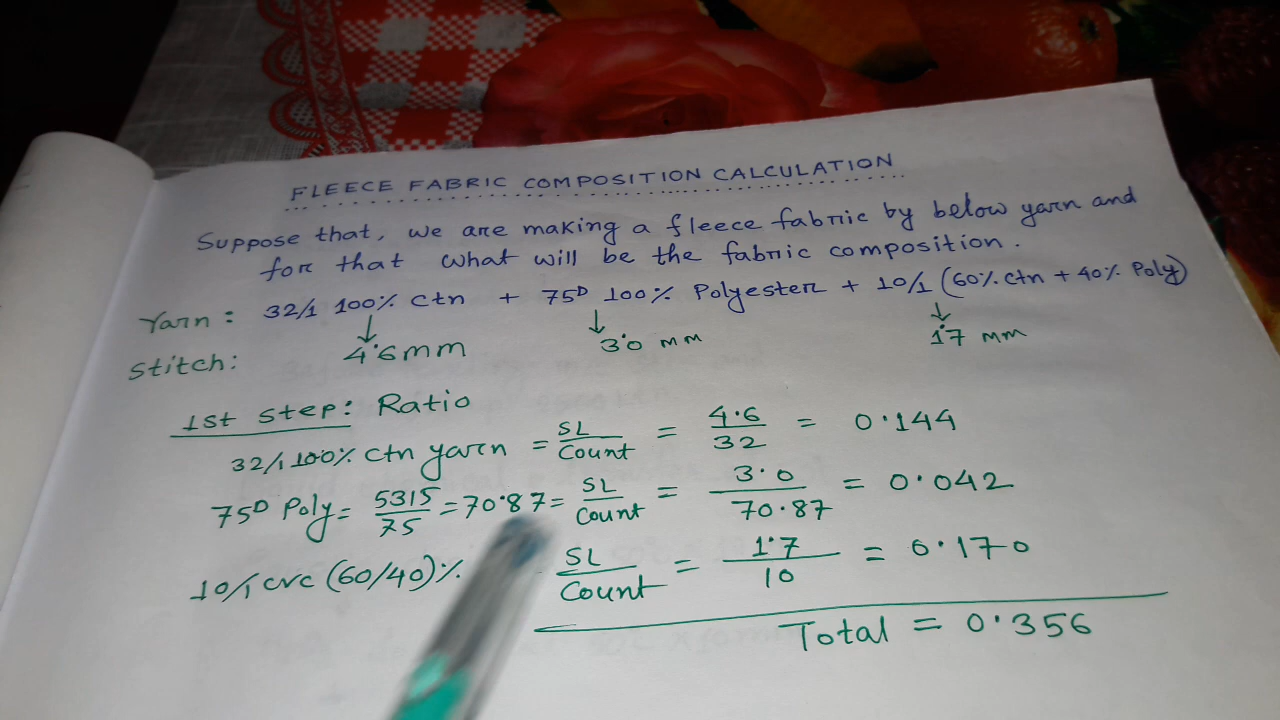 FLEECE FABRIC COMPOSITION CALCULATION
Suppose that, we are making a fleece fabric by below yarn and
for that what will be the fabric composition.
Yarn: 32/1 100% ctn + 75D 100% Polyester + 10/1 (60% ctn + 40% Poly)
Stitch: ↓ 4.6mm ↓ 3.0 mm ↓ 1.7 mm
1st step: Ratio
32/1, 100% ctn yarn = SL/Count = 4.6/32 = 0.144
75D Poly = 5315/75 = 70.87 = SL/Count = 3.0/70.87 = 0.042
10/1 cvc (60/40)% SL/Count = 1.7/10 = 0.170
Total = 0.356